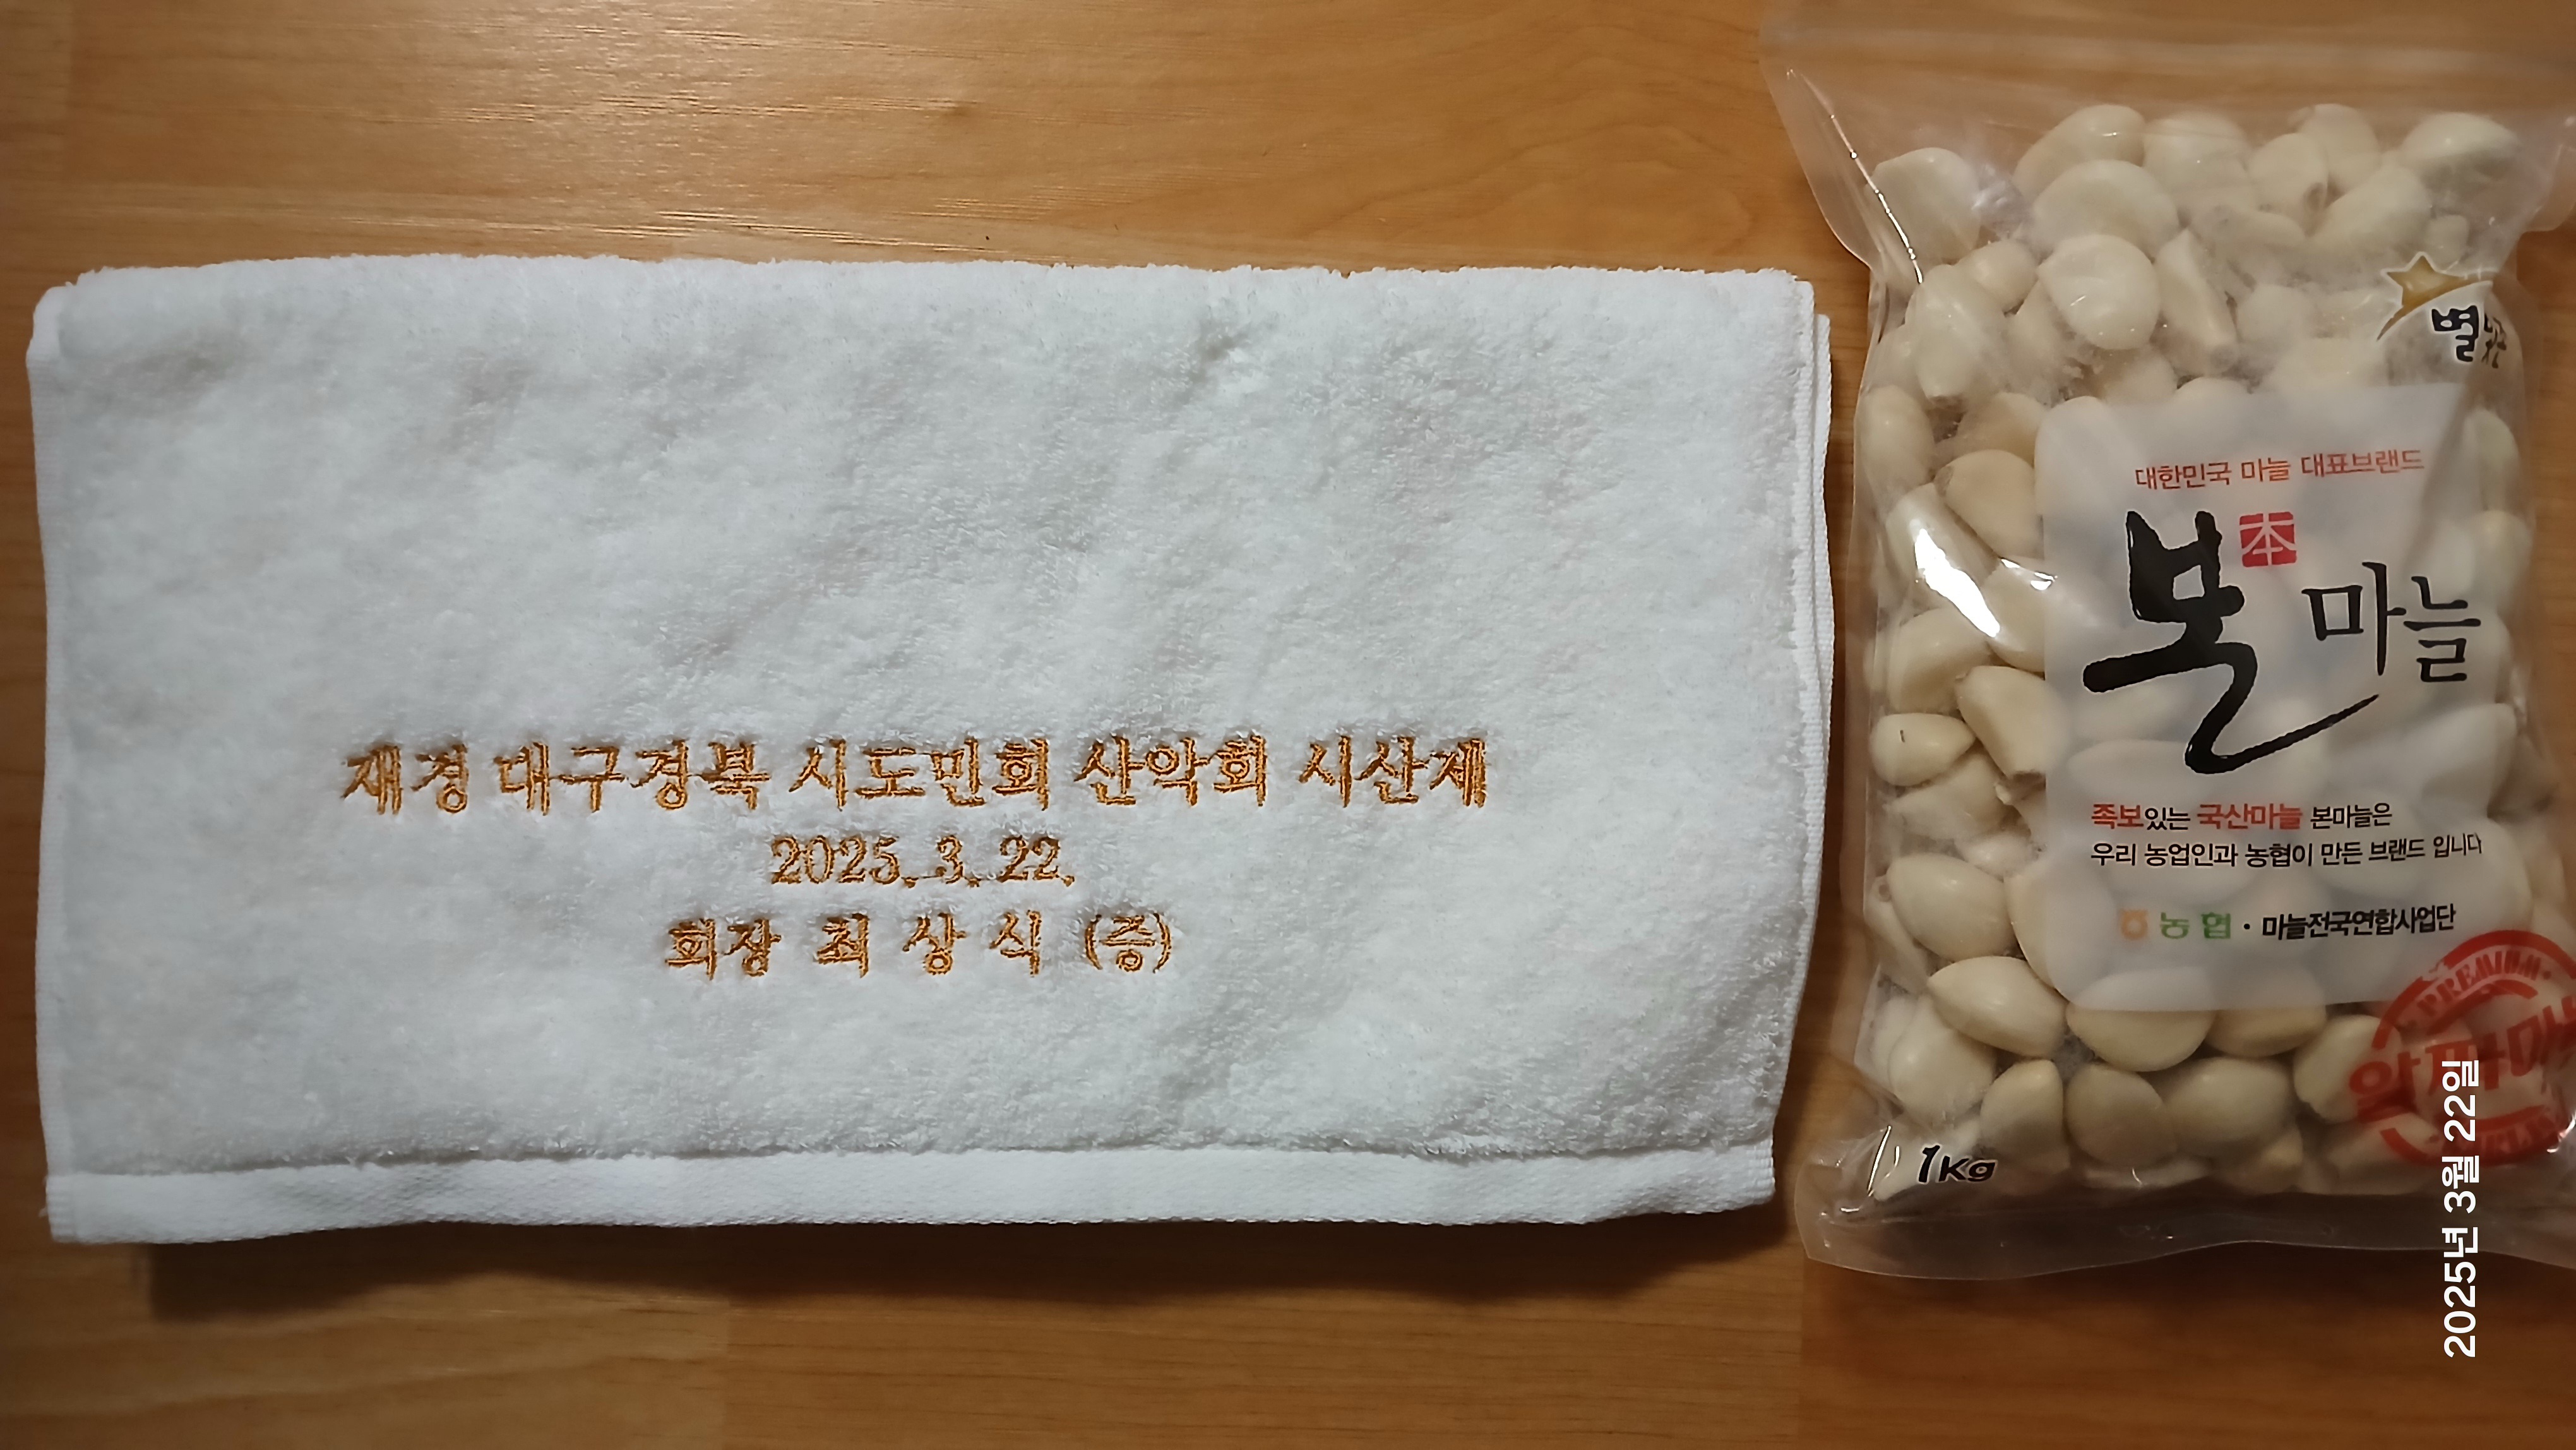 재경 대구경북 시도민회 산악회 시산제
2025. 3. 22.
회장 최 상 식 (증)
별빛
대한민국 마늘 대표브랜드
본 本 마늘
족보있는 국산마늘 본마늘은
우리 농업인과 농협이 만든 브랜드 입니다
농협 · 마늘전국연합사업단
PREMIUM
1Kg
2025년 3월 22일